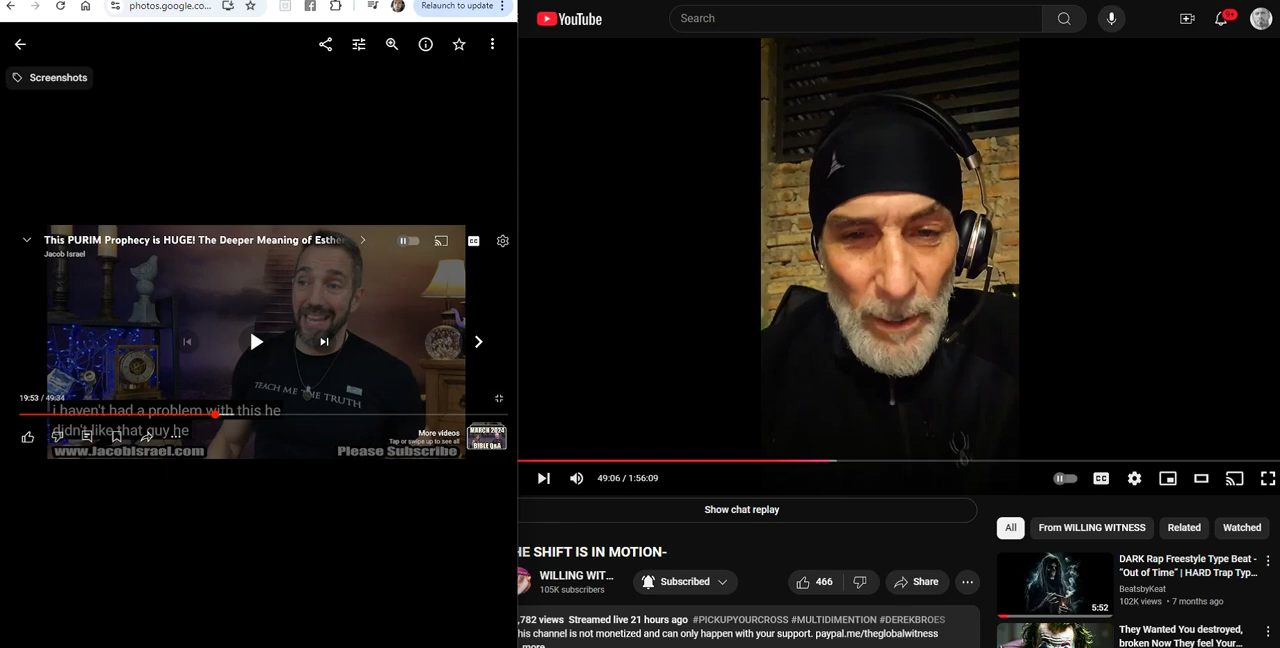 photos.google.co...
Relaunch to update
Screenshots
This PURIM Prophecy is HUGE! The Deeper Meaning of Esther
Jacob Israel
CC
TEACH ME THE TRUTH
19:53 / 49:34
i haven't had a problem with this he
didn't like that guy he
More videos
Tap or swipe up to see all
MARCH 2024
BIBLE Q&A
www.JacobIsrael.com
Please Subscribe
YouTube
Search
9+
49:06 / 1:56:09
CC
Show chat replay
HE SHIFT IS IN MOTION-
WILLING WIT...
105K subscribers
Subscribed
466
Share
,782 views Streamed live 21 hours ago #PICKUPYOURCROSS #MULTIDIMENTION #DEREKBROES
his channel is not monetized and can only happen with your support. paypal.me/theglobalwitness
more
All
From WILLING WITNESS
Related
Watched
DARK Rap Freestyle Type Beat -
"Out of Time" | HARD Trap Typ...
BeatsbyKeat
102K views • 7 months ago
5:52
They Wanted You destroyed,
broken Now They feel Your...